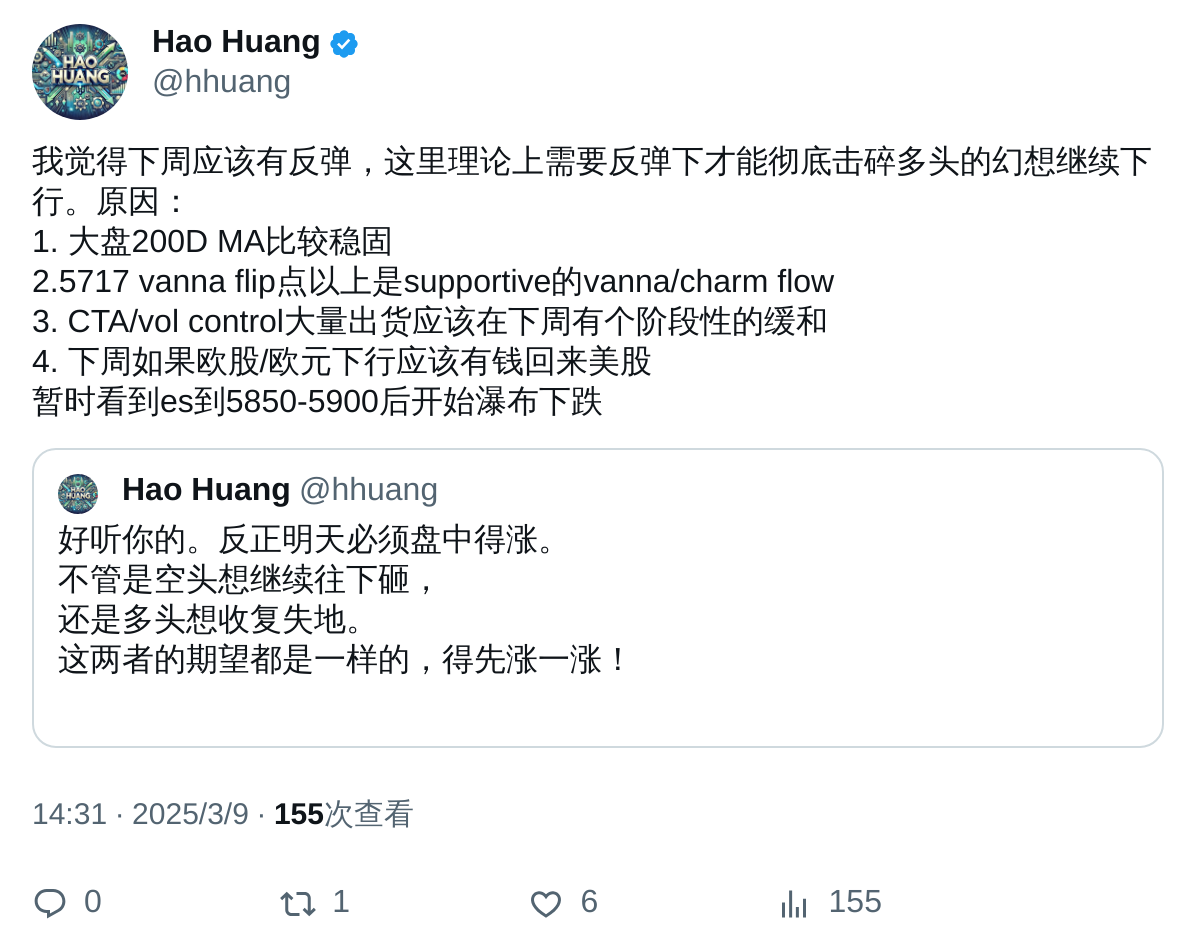 HAO
HUANG
Hao Huang
@hhuang
我觉得下周应该有反弹，这里理论上需要反弹下才能彻底击碎多头的幻想继续下
行。原因：
1. 大盘200D MA比较稳固
2.5717 vanna flip点以上是supportive的vanna/charm flow
3. CTA/vol control大量出货应该在下周有个阶段性的缓和
4. 下周如果欧股/欧元下行应该有钱回来美股
暂时看到es到5850-5900后开始瀑布下跌
HAO
HUANG
Hao Huang @hhuang
好听你的。反正明天必须盘中得涨。
不管是空头想继续往下砸，
还是多头想收复失地。
这两者的期望都是一样的，得先涨一涨！
14:31 · 2025/3/9 · 155次查看
0 1 6 155